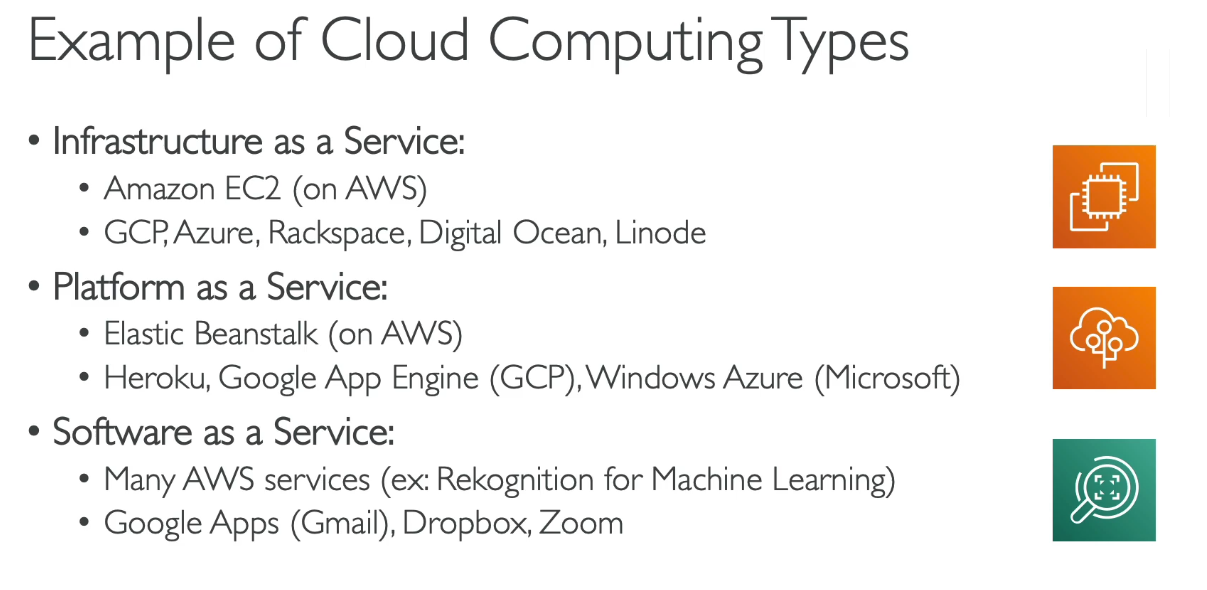 Example of Cloud Computing Types
• Infrastructure as a Service:
• Amazon EC2 (on AWS)
• GCP, Azure, Rackspace, Digital Ocean, Linode
• Platform as a Service:
• Elastic Beanstalk (on AWS)
• Heroku, Google App Engine (GCP), Windows Azure (Microsoft)
• Software as a Service:
• Many AWS services (ex: Rekognition for Machine Learning)
• Google Apps (Gmail), Dropbox, Zoom